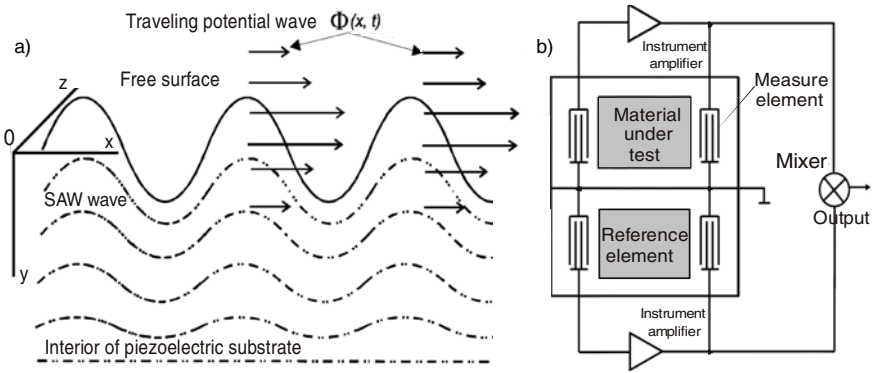 a)
Traveling potential wave Φ(x, t)
Free surface
z
0
x
SAW wave
y
Interior of piezoelectric substrate
b)
Instrument
amplifier
Measure
element
Material
under
test
Mixer
Output
Reference
element
Instrument
amplifier